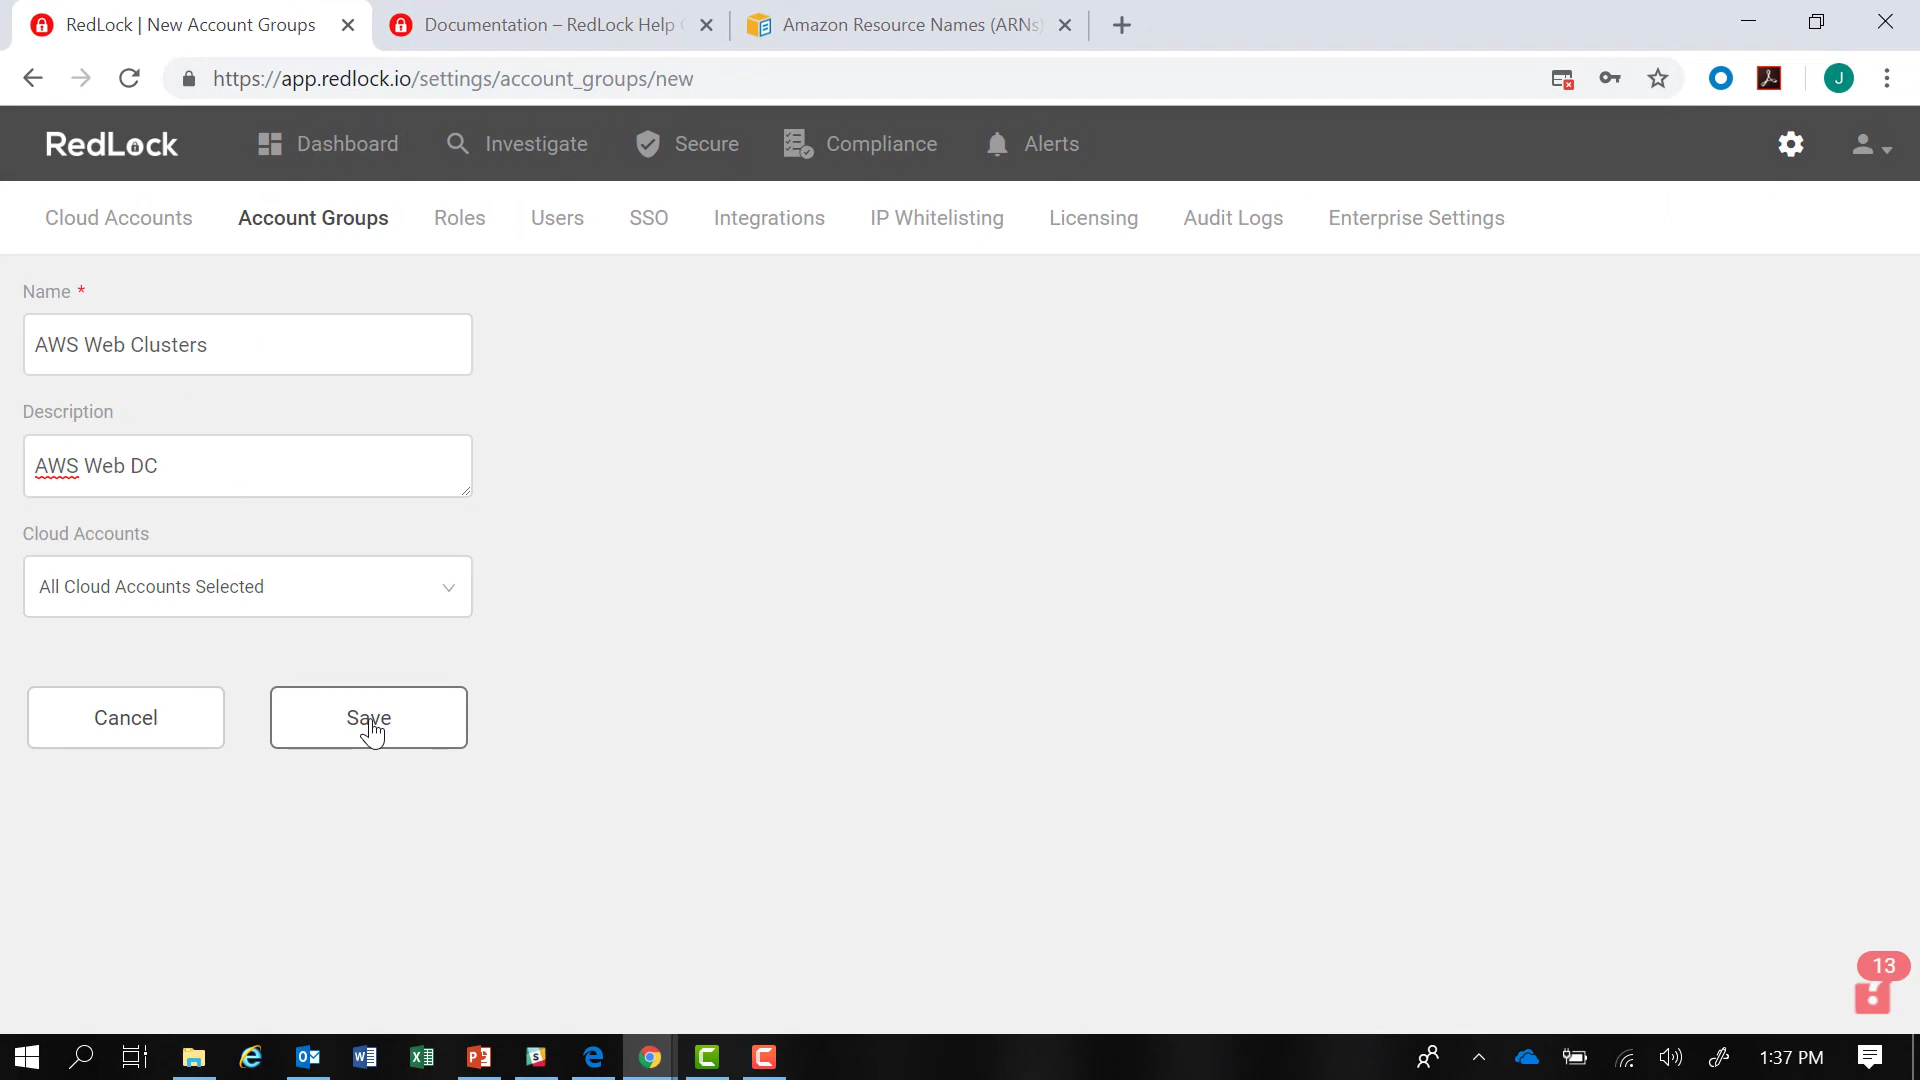 RedLock | New Account Groups
Documentation – RedLock Help
Amazon Resource Names (ARNs)
https://app.redlock.io/settings/account_groups/new
J
RedLock
Dashboard
Investigate
Secure
Compliance
Alerts
Cloud Accounts
Account Groups
Roles
Users
SSO
Integrations
IP Whitelisting
Licensing
Audit Logs
Enterprise Settings
Name *
AWS Web Clusters
Description
AWS Web DC
Cloud Accounts
All Cloud Accounts Selected
Cancel
Save
13
1:37 PM